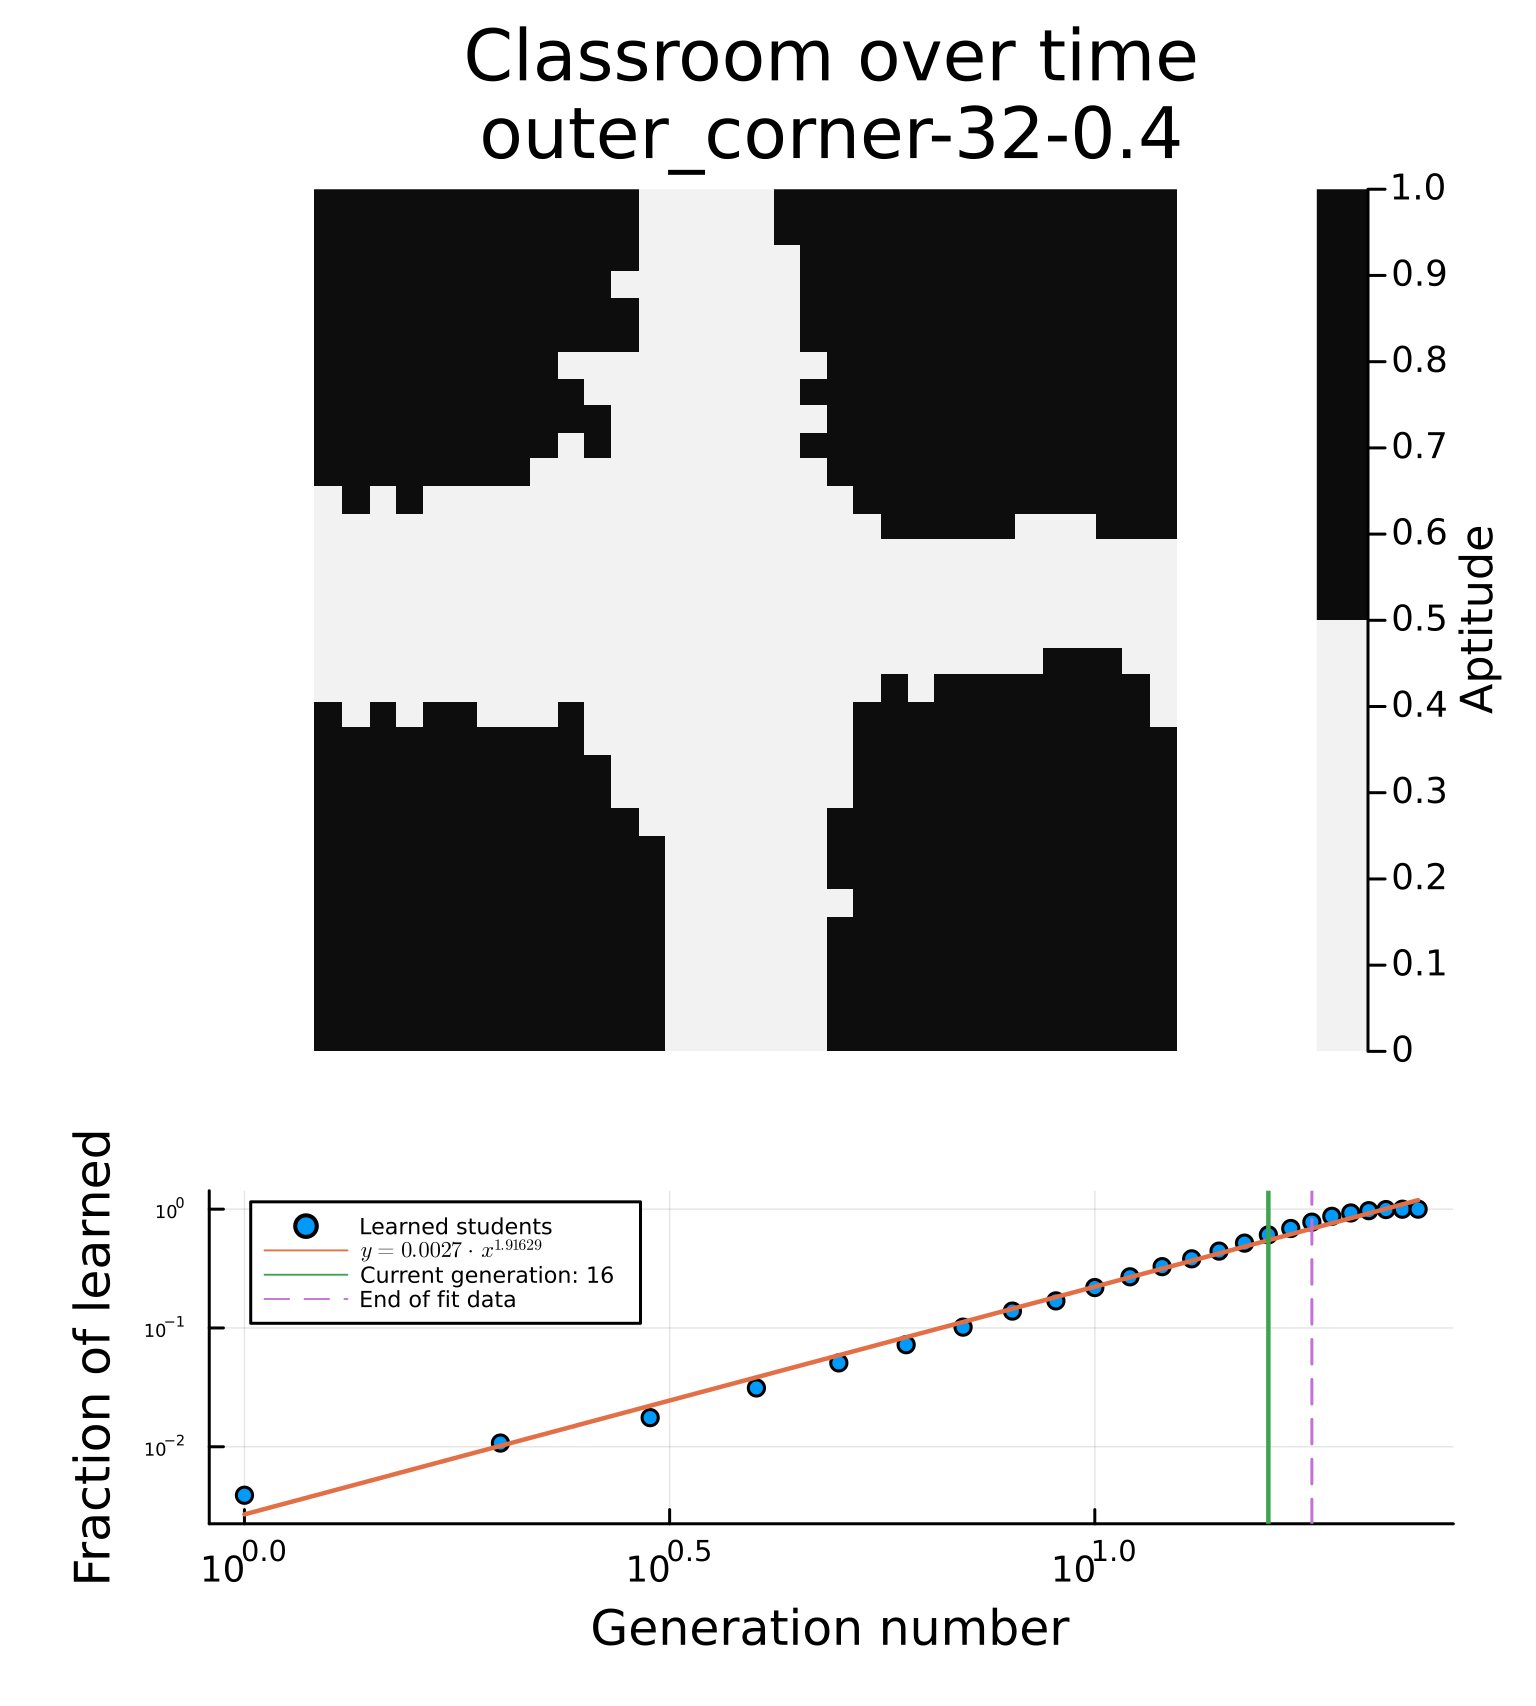 Classroom over time
outer_corner-32-0.4
1.0
0.9
0.8
0.7
0.6
0.5
0.4
0.3
0.2
0.1
0
Aptitude
Fraction of learned
10^0
10^-1
10^-2
Learned students
y = 0.0027 · x^1.91629
Current generation: 16
End of fit data
10^0.0
10^0.5
10^1.0
Generation number